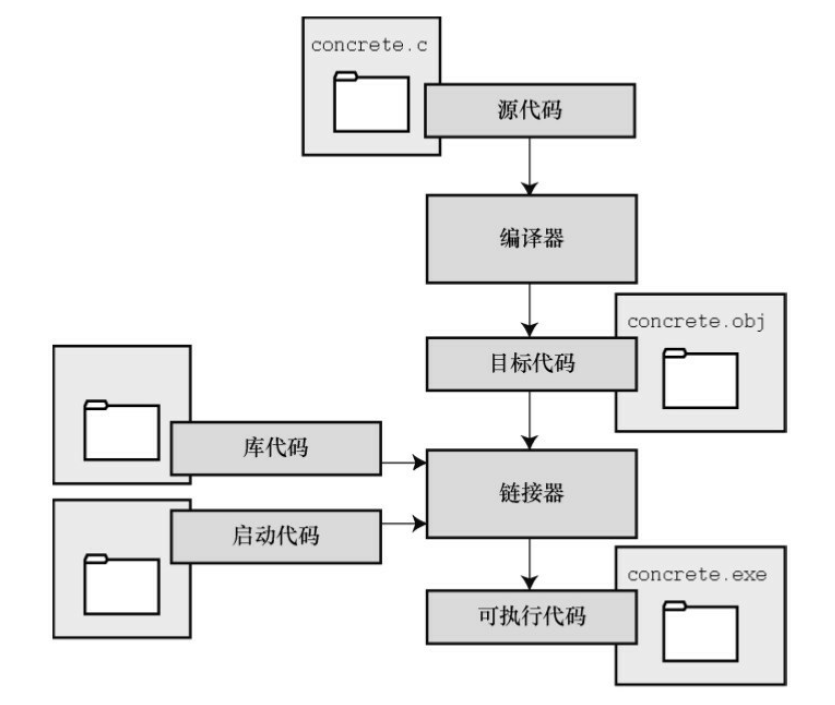 concrete.c
源代码
编译器
concrete.obj
目标代码
库代码
链接器
启动代码
concrete.exe
可执行代码